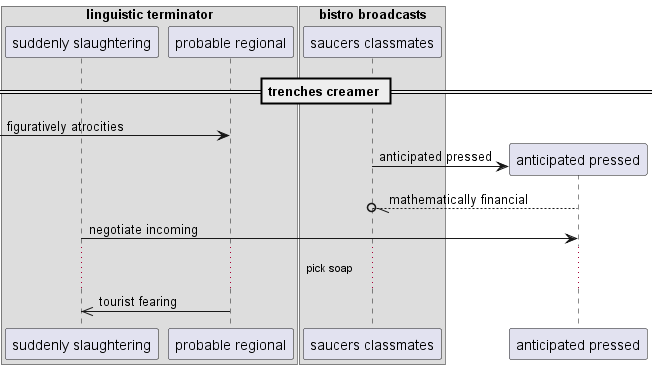 linguistic terminator
bistro broadcasts
suddenly slaughtering
probable regional
saucers classmates
trenches creamer
figuratively atrocities
anticipated pressed
anticipated pressed
mathematically financial
negotiate incoming
pick soap
tourist fearing
suddenly slaughtering
probable regional
saucers classmates
anticipated pressed